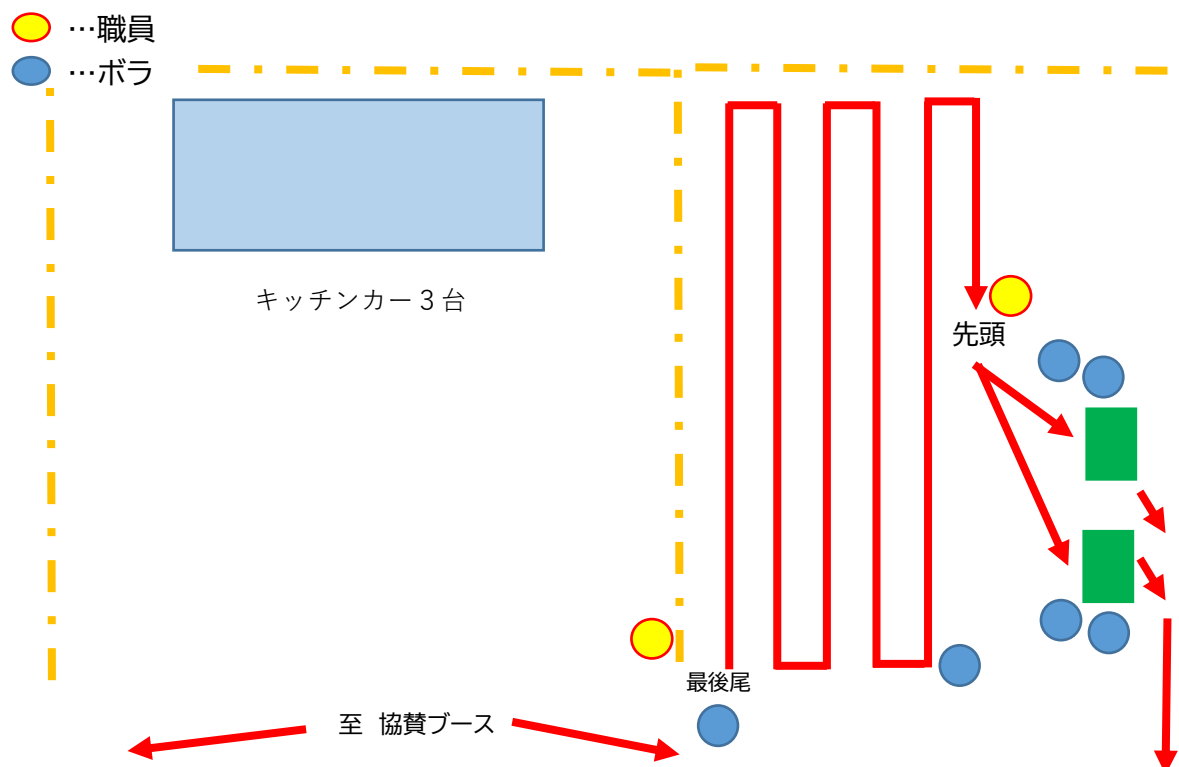 …職員
…ボラ
キッチンカー３台
先頭
最後尾
至　協賛ブース